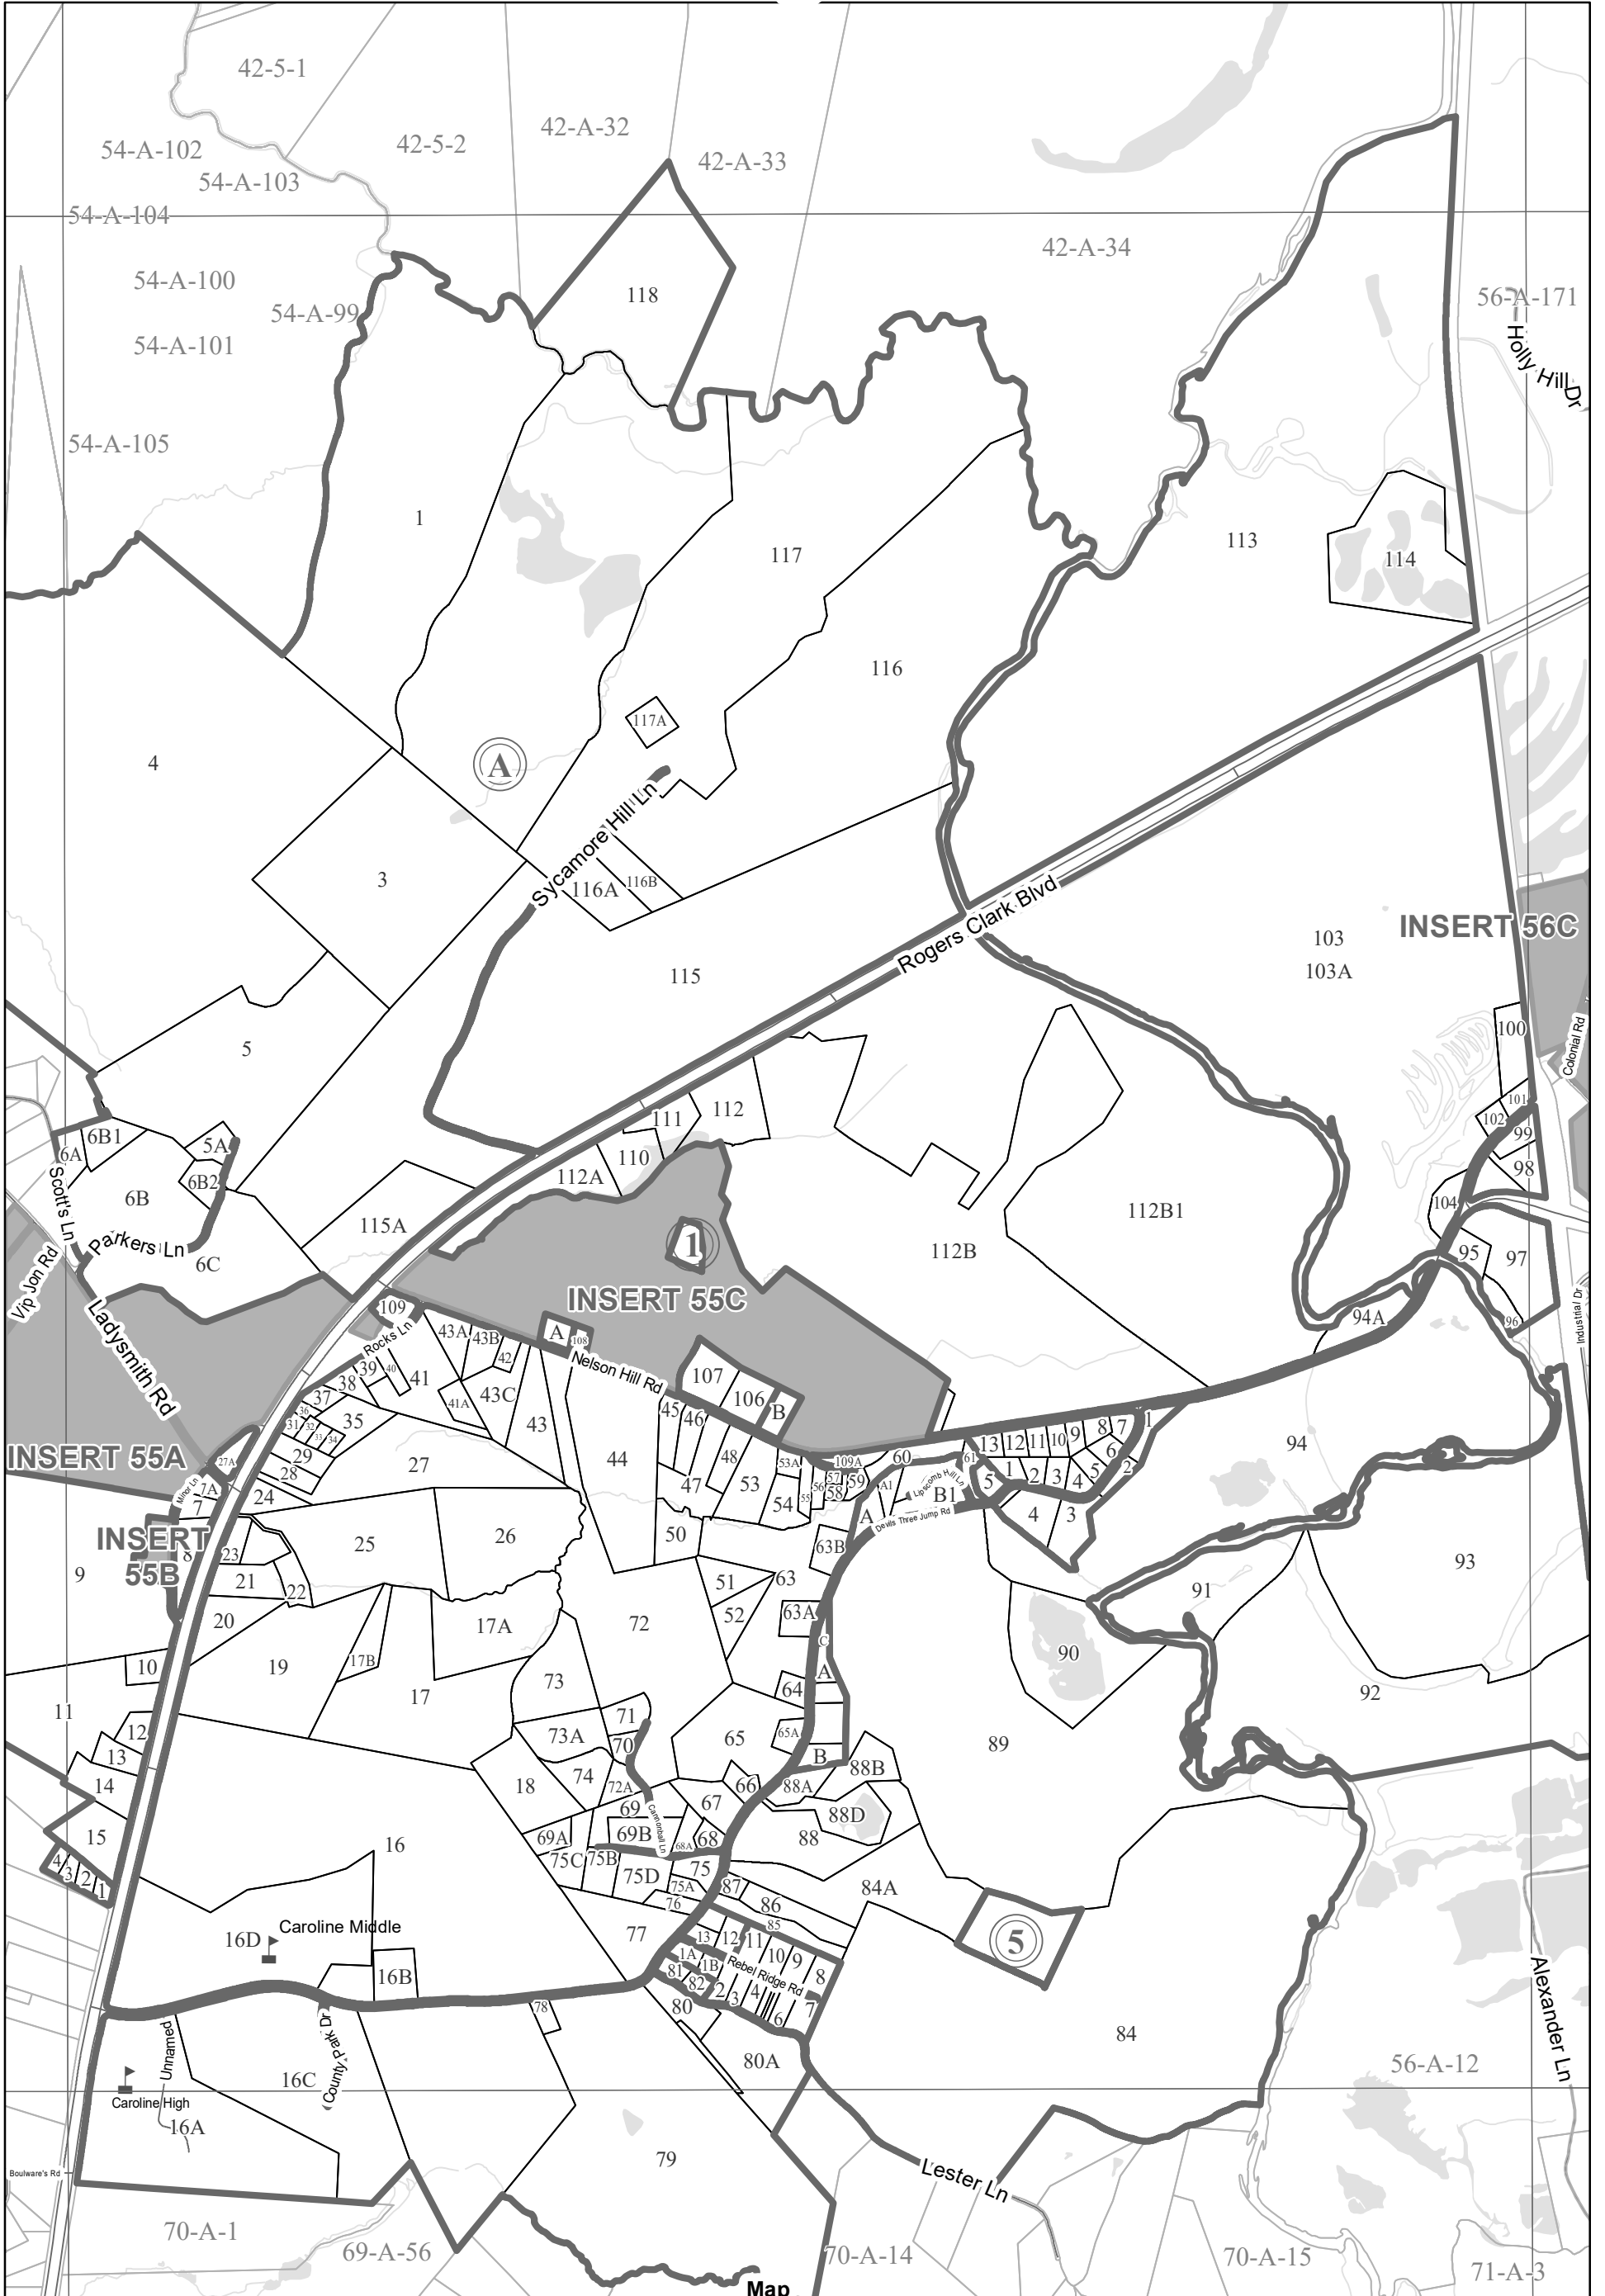 42-5-1
42-5-2
42-A-32
42-A-33
54-A-102
54-A-103
54-A-104
42-A-34
54-A-100
54-A-99
118
56-A-171
54-A-101
Holly Hill Dr
54-A-105
1
117
113
114
116
117A
4
A
3
Sycamore Hill Ln
116A
116B
Rogers Clark Blvd
103
INSERT 56C
103A
115
100
Colonial Rd
5
101
102
99
111
112
6B1
5A
6A
110
98
112A
6B2
Scott's Ln
6B
104
112B1
115A
1
Parkers Ln
6C
112B
95
97
Vip Jon Rd
INSERT 55C
109
94A
96
Industrial Dr
Ladysmith Rd
Rocks Ln
43A
43B
A
108
42
Nelson Hill Rd
39
40
41
38
107
37
41A
43C
106
36
B
45
46
31
32
35
43
33
34
INSERT 55A
29
27A
28
27
44
48
53A
109A
60
61
13
12
11
10
9
8
7
1
94
6
5
2
1
2
3
4
5
Minor Ln
7A
7
24
47
53
57
56
58
59
A1
Lipscomb Hill Ln
B1
54
55
A
Devils Three Jump Rd
4
3
INSERT
55B
8
23
25
26
50
63B
9
93
21
22
51
63
91
52
63A
20
17A
72
C
90
10
19
17B
17
73
64
A
92
11
12
71
65
65A
73A
70
B
89
13
14
18
74
72A
66
88A
88B
69
67
88D
Cannonball Ln
15
16
69A
69B
68A
68
88
4
3
2
1
75C
75B
75D
75
75A
87
84A
76
86
85
Caroline Middle
16D
77
13
12
11
10
9
8
5
1A
1B
81
82
Rebel Ridge Rd
2
3
4
6
7
16B
80
78
84
Alexander Ln
Unnamed
County Park Dr
80A
56-A-12
16C
Caroline High
16A
79
Boulware's Rd
Lester Ln
70-A-1
69-A-56
70-A-14
70-A-15
71-A-3
Map